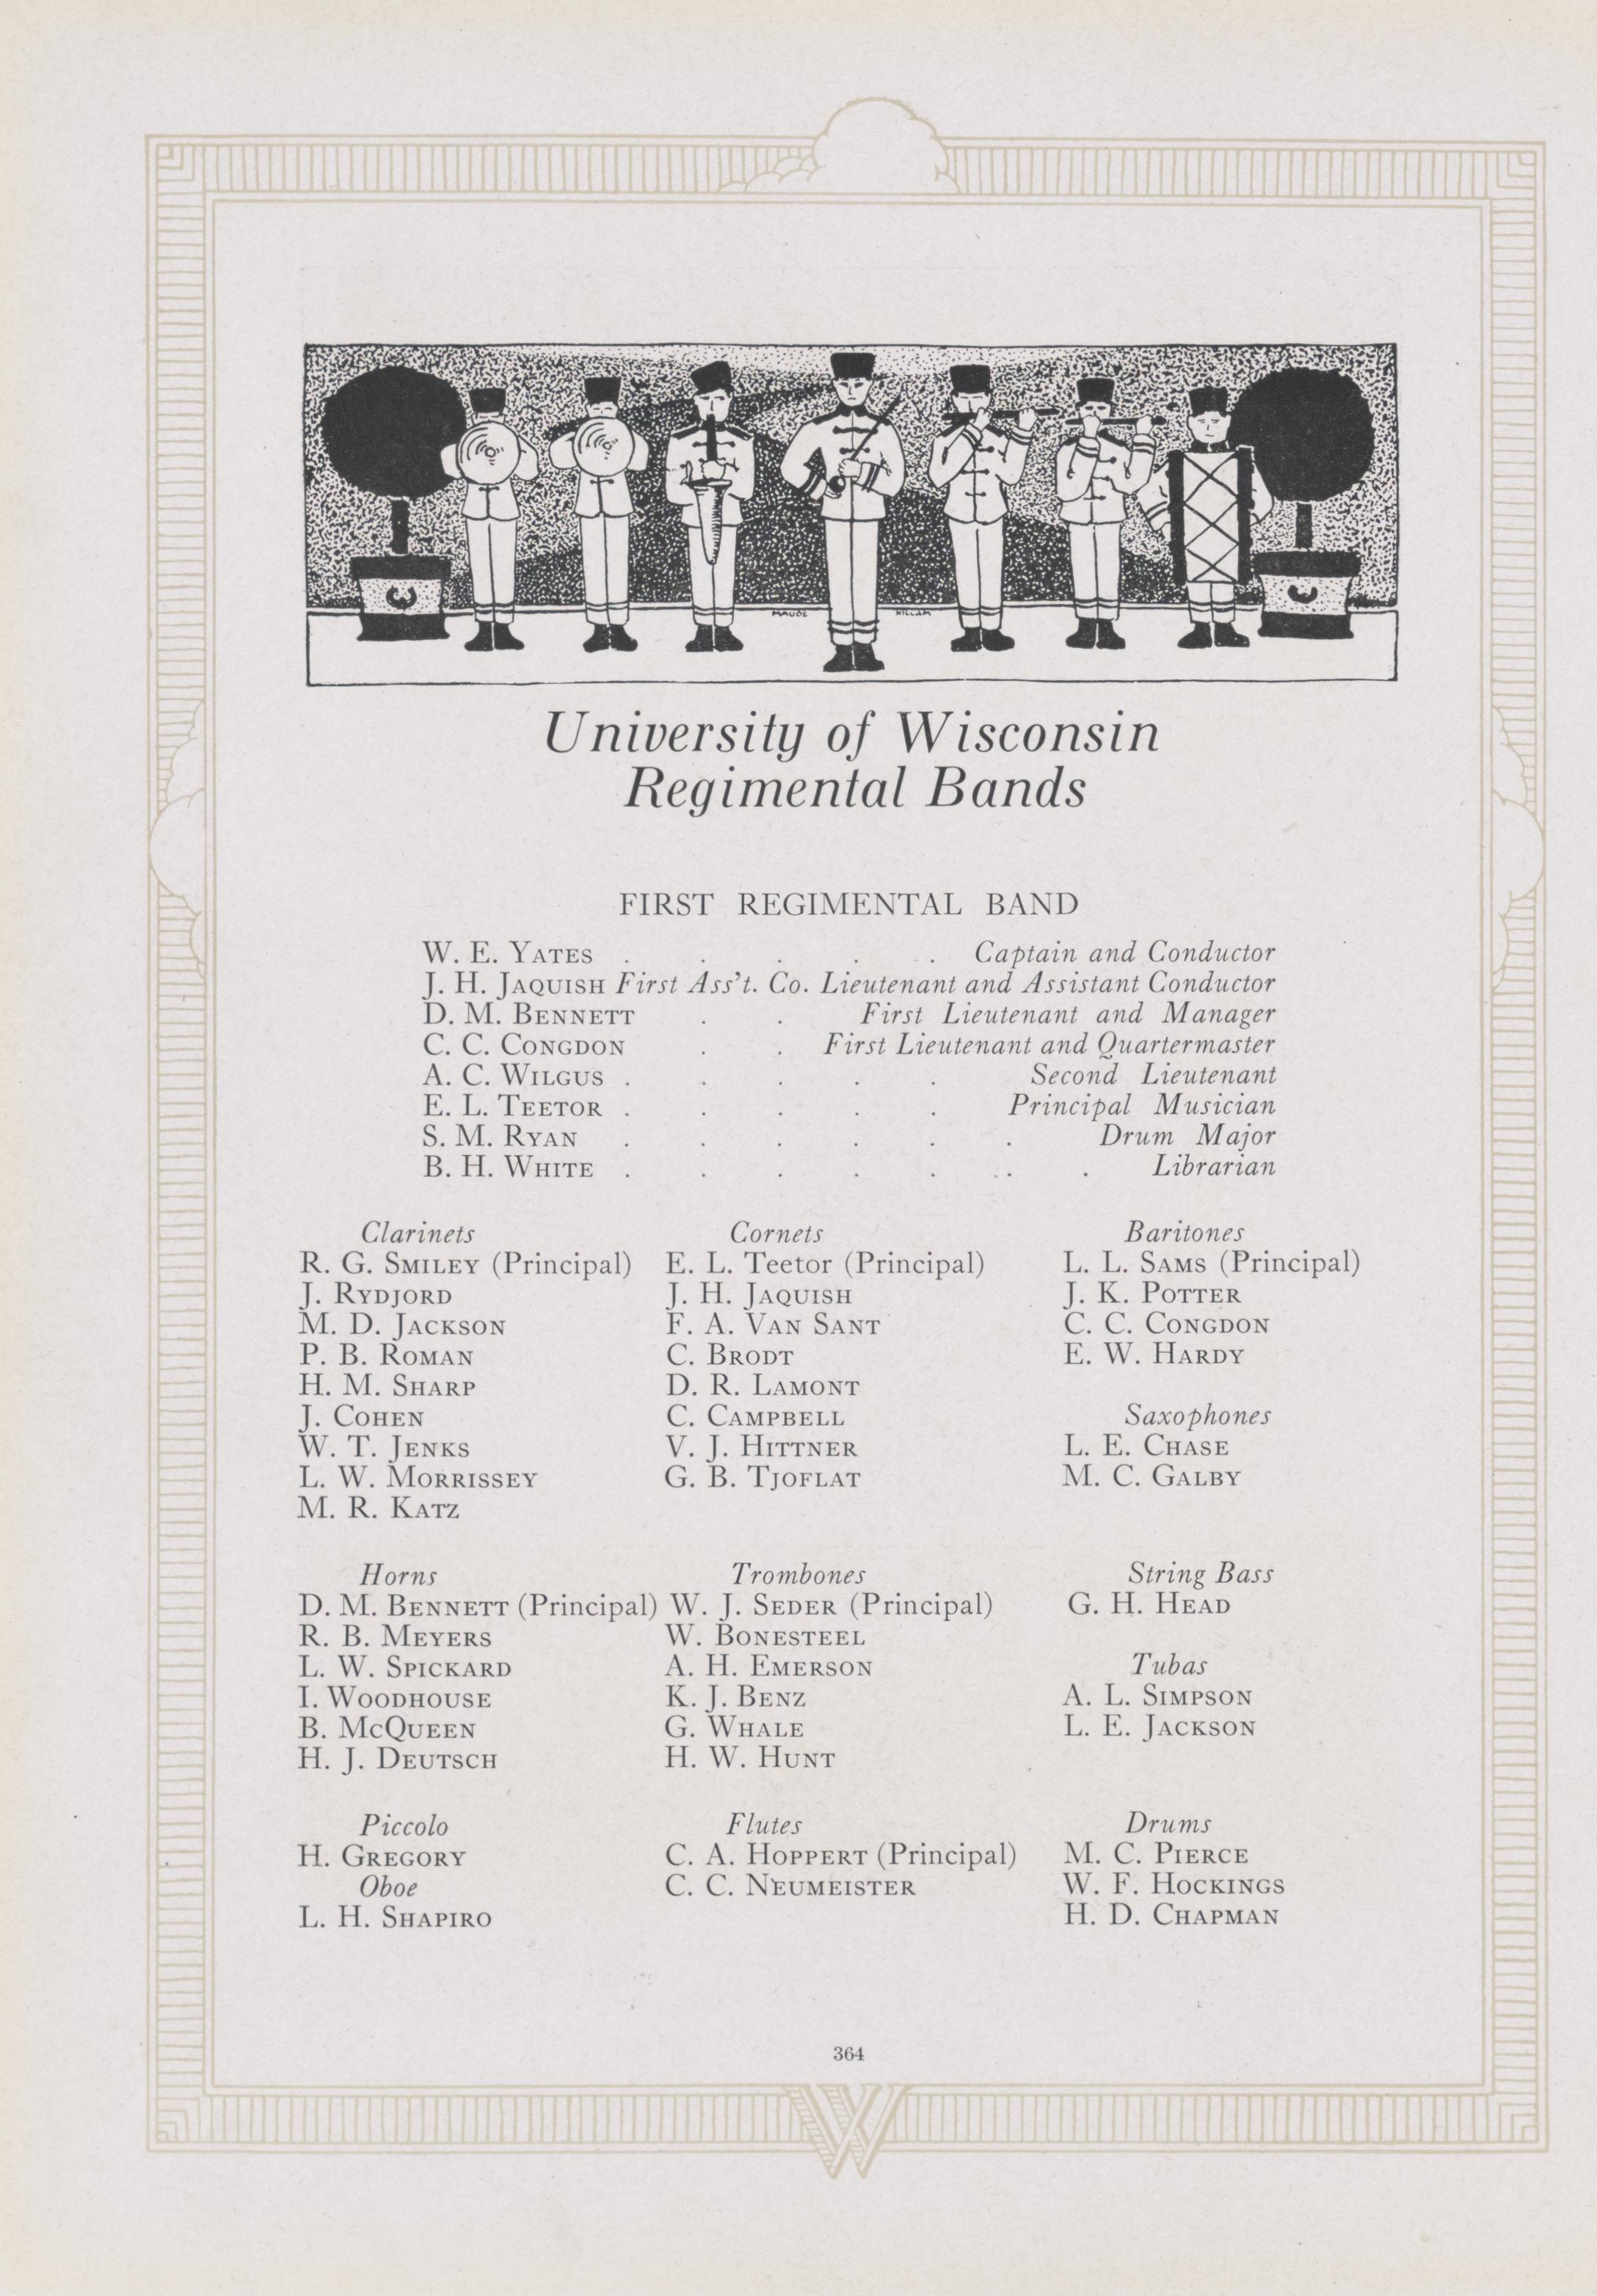 MAUDE KILLAM
University of Wisconsin
Regimental Bands
FIRST REGIMENTAL BAND
W. E. YATES . . . . . Captain and Conductor
J. H. JAQUISH First Ass't. Co. Lieutenant and Assistant Conductor
D. M. BENNETT . . First Lieutenant and Manager
C. C. CONGDON . . First Lieutenant and Quartermaster
A. C. WILGUS . . . . . Second Lieutenant
E. L. TEETOR . . . . . Principal Musician
S. M. RYAN . . . . . . Drum Major
B. H. WHITE . . . . . . . Librarian
Clarinets
R. G. SMILEY (Principal)
J. RYDJORD
M. D. JACKSON
P. B. ROMAN
H. M. SHARP
J. COHEN
W. T. JENKS
L. W. MORRISSEY
M. R. KATZ
Cornets
E. L. Teetor (Principal)
J. H. JAQUISH
F. A. VAN SANT
C. BRODT
D. R. LAMONT
C. CAMPBELL
V. J. HITTNER
G. B. TJOFLAT
Baritones
L. L. SAMS (Principal)
J. K. POTTER
C. C. CONGDON
E. W. HARDY
Saxophones
L. E. CHASE
M. C. GALBY
Horns
D. M. BENNETT (Principal)
R. B. MEYERS
L. W. SPICKARD
I. WOODHOUSE
B. MCQUEEN
H. J. DEUTSCH
Trombones
W. J. SEDER (Principal)
W. BONESTEEL
A. H. EMERSON
K. J. BENZ
G. WHALE
H. W. HUNT
String Bass
G. H. HEAD
Tubas
A. L. SIMPSON
L. E. JACKSON
Piccolo
H. GREGORY
Oboe
L. H. SHAPIRO
Flutes
C. A. HOPPERT (Principal)
C. C. NEUMEISTER
Drums
M. C. PIERCE
W. F. HOCKINGS
H. D. CHAPMAN
364
W